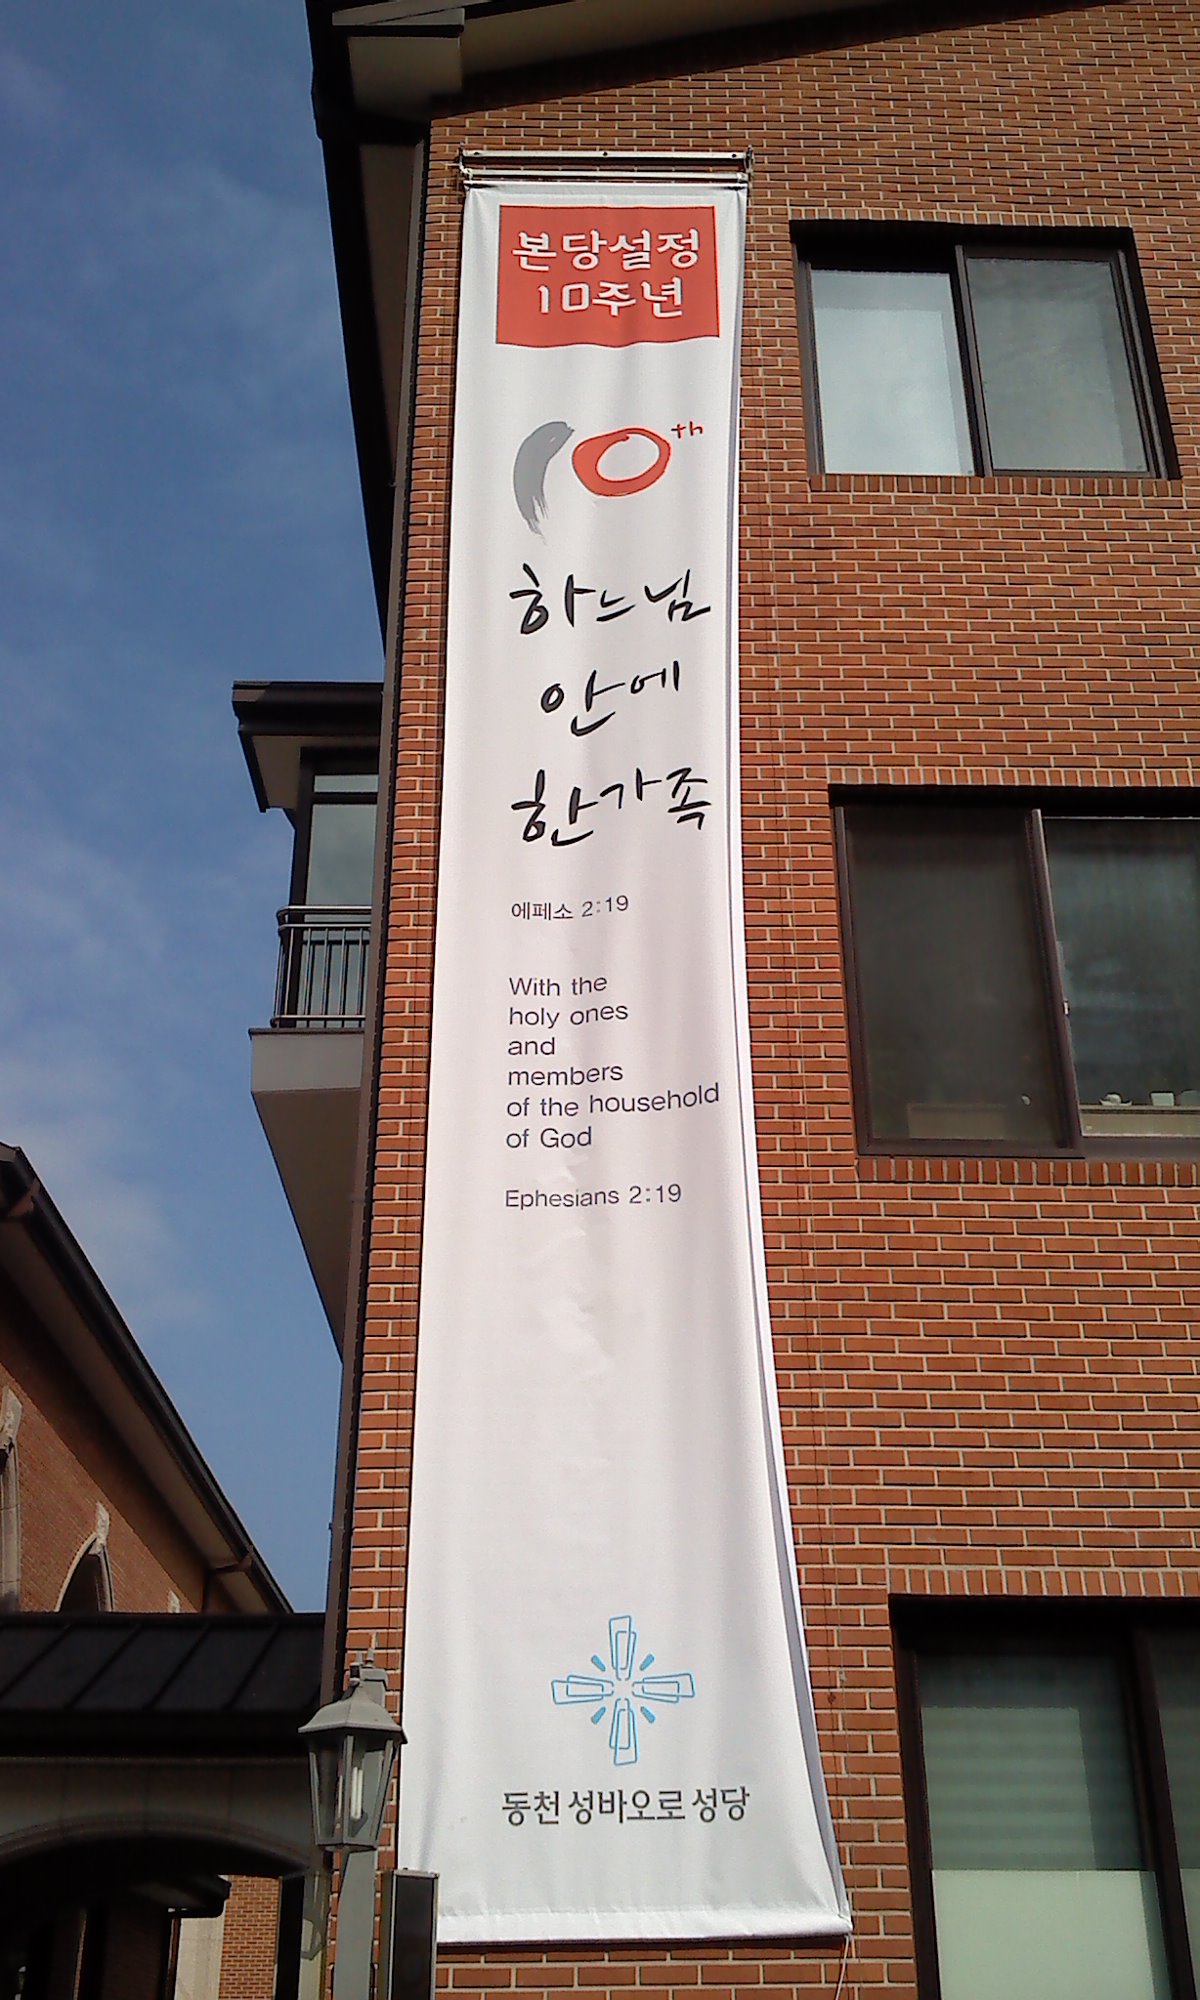 본당설정
10주년
10th
하느님
안에
한가족
에페소 2:19
With the
holy ones
and
members
of the household
of God
Ephesians 2:19
동천 성바오로 성당